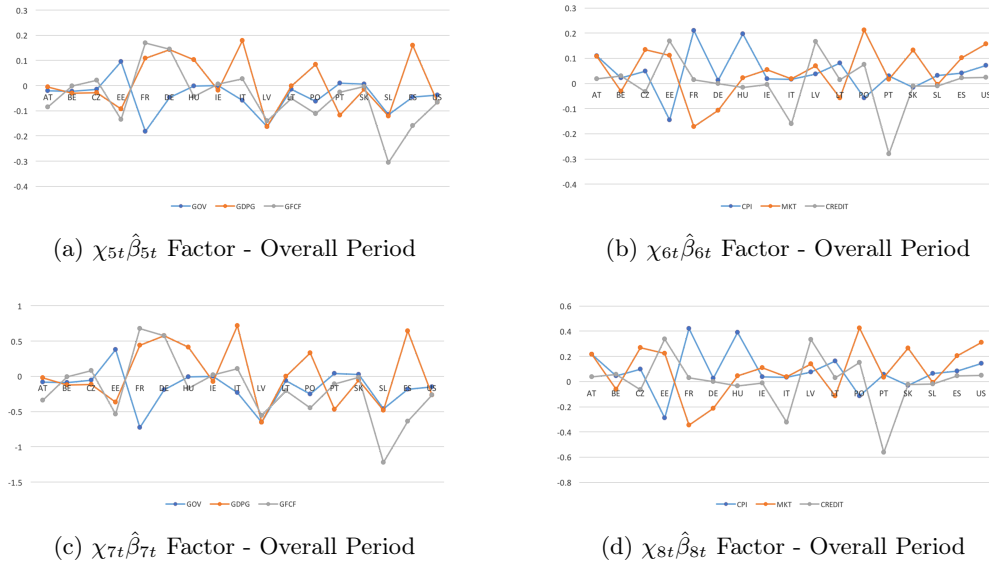 0.3
0.2
0.1
0
-0.1
-0.2
-0.3
-0.4
AT BE CZ EE FR DE HU IE IT LV LT PO PT SK SL ES US
GOV GDPG GFCF
(a) χ5tβ̂5t Factor - Overall Period
0.3
0.2
0.1
0
-0.1
-0.2
-0.3
-0.4
AT BE CZ EE FR DE HU IE IT LV LT PO PT SK SL ES US
CPI MKT CREDIT
(b) χ6tβ̂6t Factor - Overall Period
1
0.5
0
-0.5
-1
-1.5
AT BE CZ EE FR DE HU IE IT LV LT PO PT SK SL ES US
GOV GDPG GFCF
(c) χ7tβ̂7t Factor - Overall Period
0.6
0.4
0.2
0
-0.2
-0.4
-0.6
-0.8
AT BE CZ EE FR DE HU IE IT LV LT PO PT SK SL ES US
CPI MKT CREDIT
(d) χ8tβ̂8t Factor - Overall Period